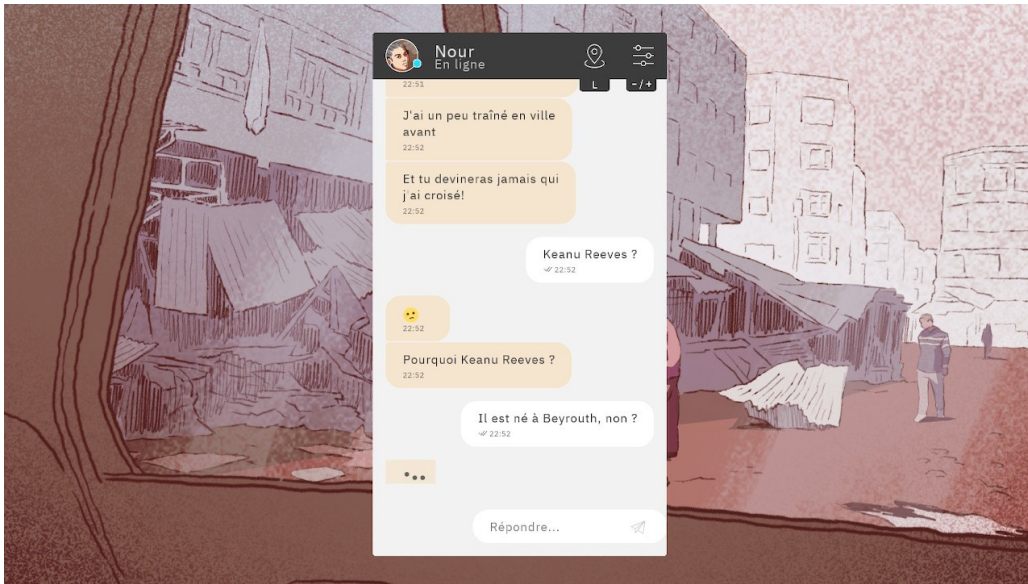 Nour
En ligne
L
-/+
22:51
J'ai un peu traîné en ville
avant
22:52
Et tu devineras jamais qui
j'ai croisé!
22:52
Keanu Reeves ?
22:52
22:52
Pourquoi Keanu Reeves ?
22:52
Il est né à Beyrouth, non ?
22:52
Répondre...